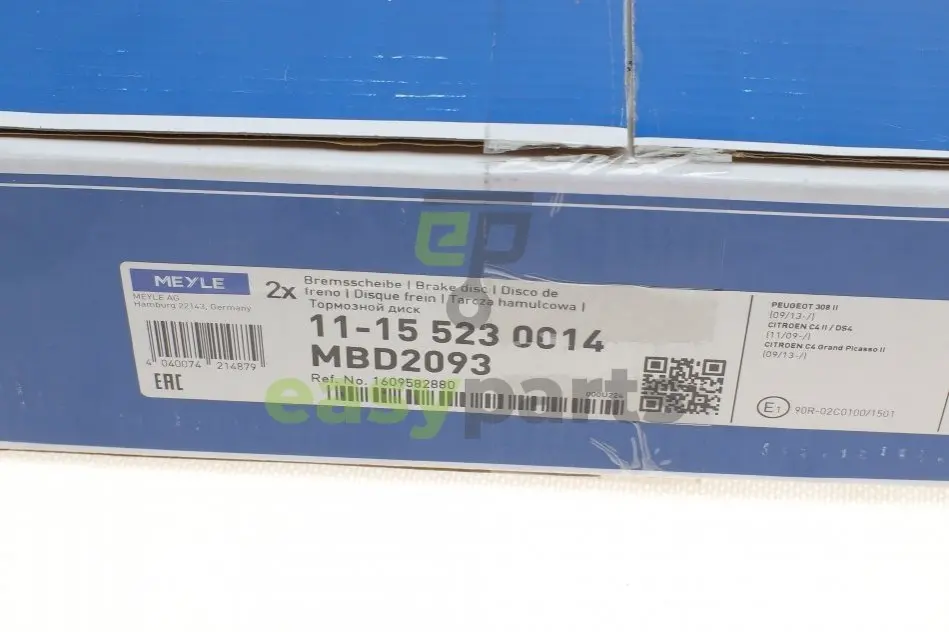 MEYLE
MEYLE AG
Hamburg 22143, Germany
4 040074 214879
EAC
2x
Bremsscheibe | Brake disc | Disco de
freno | Disque frein | Tarcza hamulcowa |
Тормозной диск
11-15 523 0014
MBD2093
Ref. No. 1609582880
PEUGEOT 308 II
(09/13-/)
CITROEN C4 II / DS4
(11/09-/)
CITROEN C4 Grand Picasso II
(09/13-/)
E1 90R-02C0100/1501
ep
easyparts